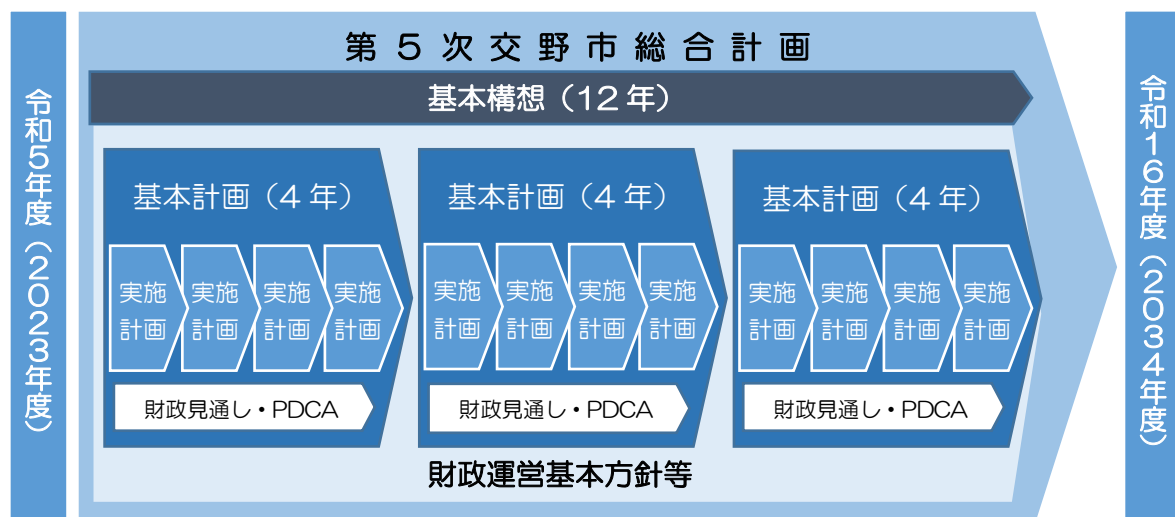 令和5年度（2023年度）
第5次交野市総合計画
基本構想（12年）
基本計画（4年）
実施
計画
実施
計画
実施
計画
実施
計画
財政見通し・PDCA
基本計画（4年）
実施
計画
実施
計画
実施
計画
実施
計画
財政見通し・PDCA
基本計画（4年）
実施
計画
実施
計画
実施
計画
実施
計画
財政見通し・PDCA
財政運営基本方針等
令和16年度（2034年度）